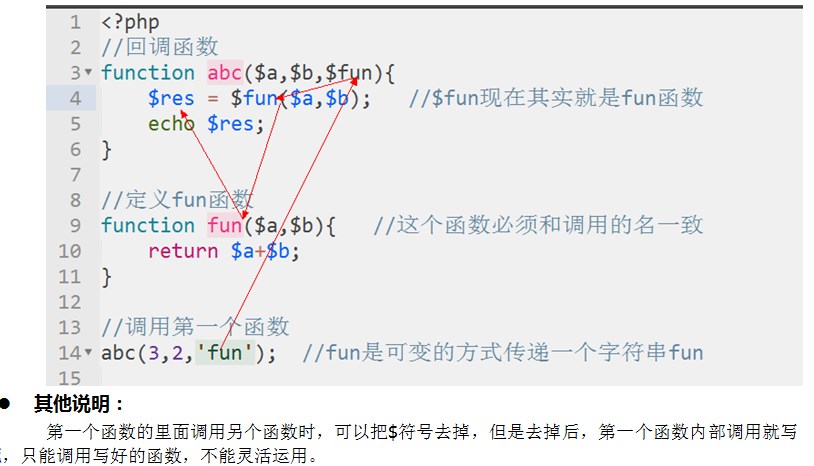 1 <?php
2 //回调函数
3 function abc($a,$b,$fun){
4 $res = $fun($a,$b); //$fun现在其实就是fun函数
5 echo $res;
6 }
7
8 //定义fun函数
9 function fun($a,$b){ //这个函数必须和调用的名一致
10 return $a+$b;
11 }
12
13 //调用第一个函数
14 abc(3,2,'fun'); //fun是可变的方式传递一个字符串fun
15
● 其他说明：
第一个函数的里面调用另个函数时，可以把$符号去掉，但是去掉后，第一个函数内部调用就写
，只能调用写好的函数，不能灵活运用。